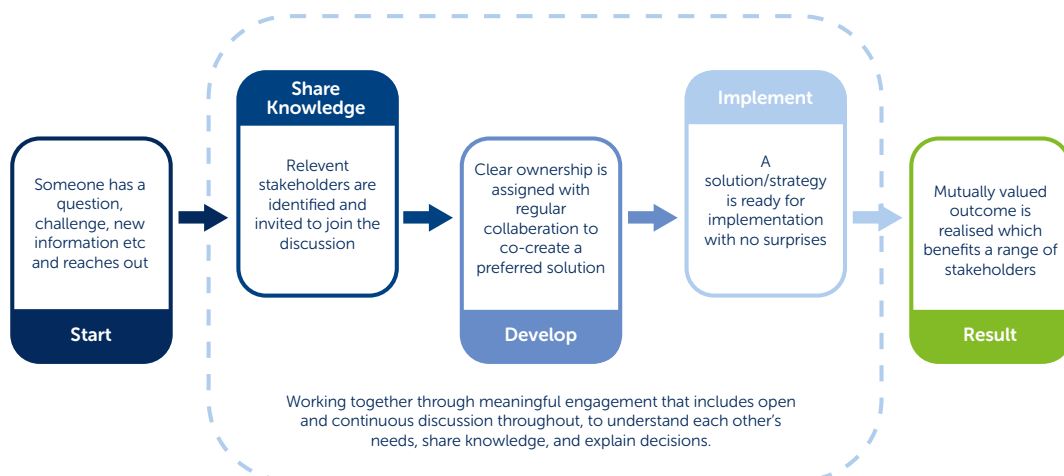 Someone has a
question,
challenge, new
information etc
and reaches out
Start
Share
Knowledge
Relevent
stakeholders are
identified and
invited to join the
discussion
Clear ownership is
assigned with
regular
collaberation to
co-create a
preferred solution
Develop
Implement
A
solution/strategy
is ready for
implementation
with no surprises
Mutually valued
outcome is
realised which
benefits a range of
stakeholders
Result
Working together through meaningful engagement that includes open
and continuous discussion throughout, to understand each other’s
needs, share knowledge, and explain decisions.